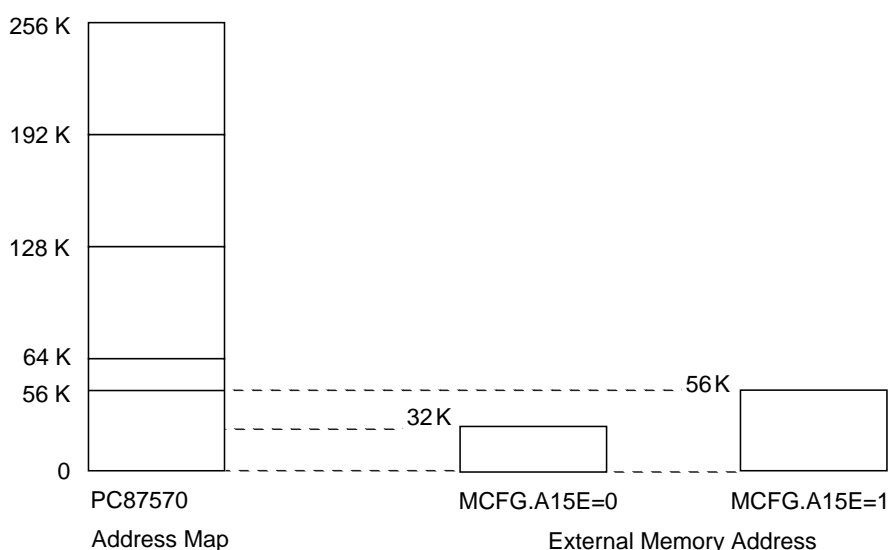 256 K
192 K
128 K
64 K
56 K
56 K
32 K
0
PC87570
MCFG.A15E=0
MCFG.A15E=1
Address Map
External Memory Address